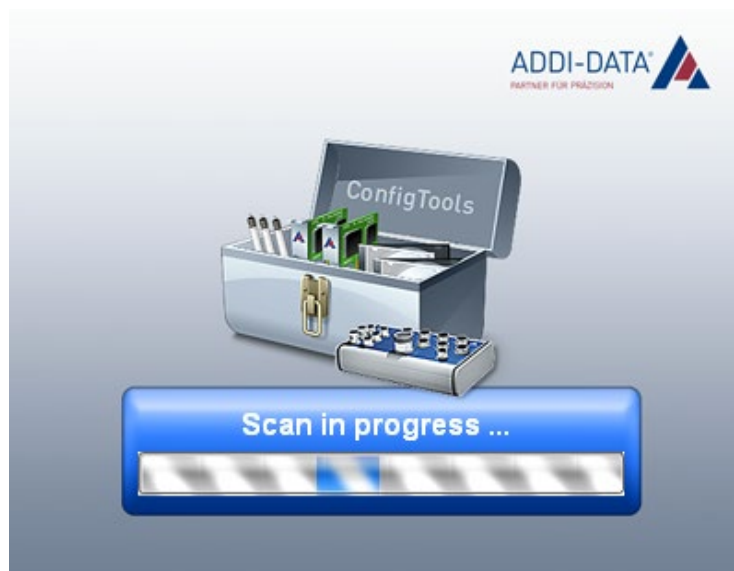 ADDI-DATA®
PARTNER FÜR PRÄZISION
ConfigTools
Scan in progress ...